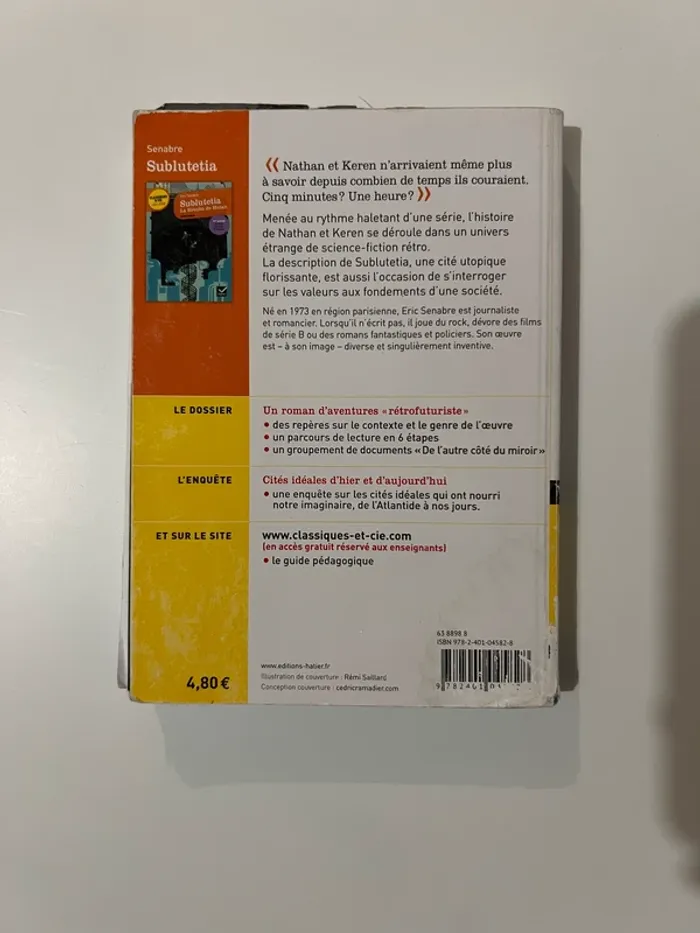 Senabre
Sublutetia
Sublutetia
La Révolte de Hutan
« Nathan et Keren n'arrivaient même plus
à savoir depuis combien de temps ils couraient.
Cinq minutes ? Une heure ? »
Menée au rythme haletant d'une série, l'histoire
de Nathan et Keren se déroule dans un univers
étrange de science-fiction rétro.
La description de Sublutetia, une cité utopique
florissante, est aussi l'occasion de s'interroger
sur les valeurs aux fondements d'une société.
Né en 1973 en région parisienne, Eric Senabre est journaliste
et romancier. Lorsqu'il n'écrit pas, il joue du rock, dévore des films
de série B ou des romans fantastiques et policiers. Son œuvre
est – à son image – diverse et singulièrement inventive.
LE DOSSIER
Un roman d'aventures « rétrofuturiste »
• des repères sur le contexte et le genre de l'œuvre
• un parcours de lecture en 6 étapes
• un groupement de documents « De l'autre côté du miroir »
L'ENQUÊTE
Cités idéales d'hier et d'aujourd'hui
• une enquête sur les cités idéales qui ont nourri
notre imaginaire, de l'Atlantide à nos jours.
ET SUR LE SITE
www.classiques-et-cie.com
(en accès gratuit réservé aux enseignants)
• le guide pédagogique
63 8898 8
ISBN 978-2-401-04582-8
www.editions-hatier.fr
Illustration de couverture : Rémi Saillard
Conception couverture : cedricramadier.com
4,80 €